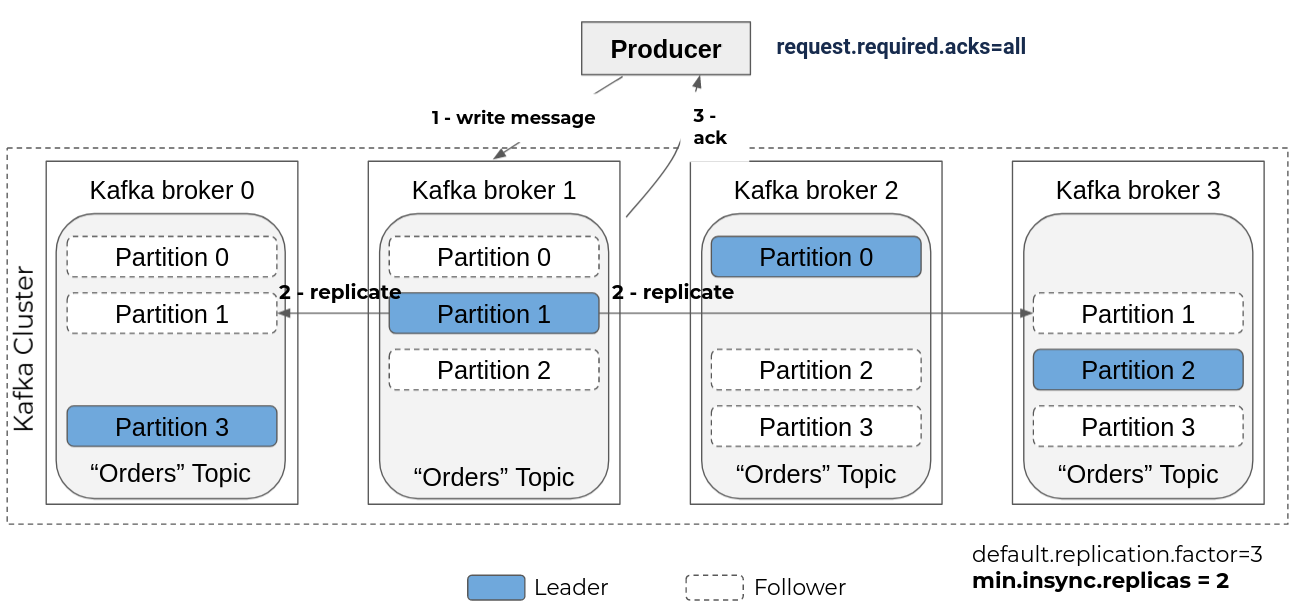 Producer
request.required.acks=all
1 - write message
3 -
ack
Kafka Cluster
Kafka broker 0
Partition 0
Partition 1
Partition 3
“Orders” Topic
2 - replicate
Kafka broker 1
Partition 0
Partition 1
Partition 2
“Orders” Topic
2 - replicate
Kafka broker 2
Partition 0
Partition 2
Partition 3
“Orders” Topic
Kafka broker 3
Partition 1
Partition 2
Partition 3
“Orders” Topic
default.replication.factor=3
min.insync.replicas = 2
Leader
Follower